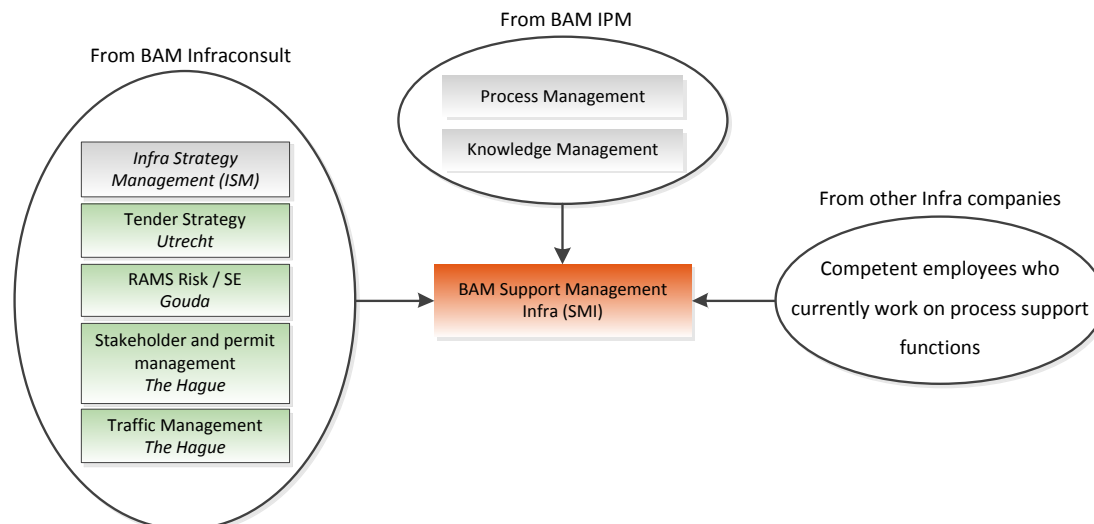 From BAM IPM
From BAM Infraconsult
Process Management
Knowledge Management
Infra Strategy
Management (ISM)
Tender Strategy
Utrecht
RAMS Risk / SE
Gouda
Stakeholder and permit
management
The Hague
Traffic Management
The Hague
BAM Support Management
Infra (SMI)
From other Infra companies
Competent employees who
currently work on process support
functions